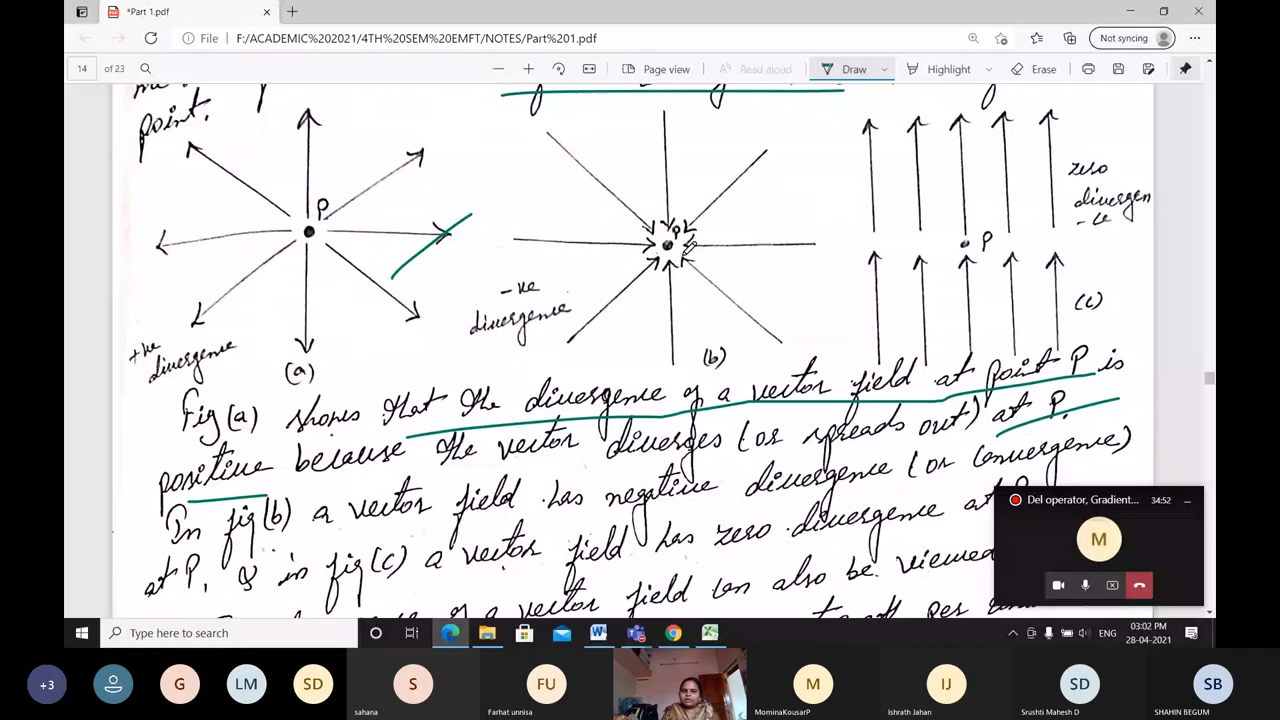 *Part 1.pdf
File F:/ACADEMIC%202021/4TH%20SEM%20EMFT/NOTES/Part%201.pdf
Not syncing
14 of 23
Page view
Read aloud
Draw
Highlight
Erase
point.
P
P
P
zero
divergen
-ce
-ve
divergence
+ve
divergence
(a)
(b)
(c)
Fig(a) shows that the divergence of a vector field at point P is
positive because the vector diverges (or spreads out) at P.
In fig(b) a vector field has negative divergence (or convergence)
at P, & in fig(c) a vector field has zero divergence at
of a vector field can also be viewed
per
Del operator, Gradient... 34:52
M
Type here to search
ENG
03:02 PM
28-04-2021
+3
G
LM
SD
S
sahana
FU
Farhat unnisa
M
MominaKousarP
IJ
Ishrath Jahan
SD
Srushti Mahesh D
SB
SHAHIN BEGUM